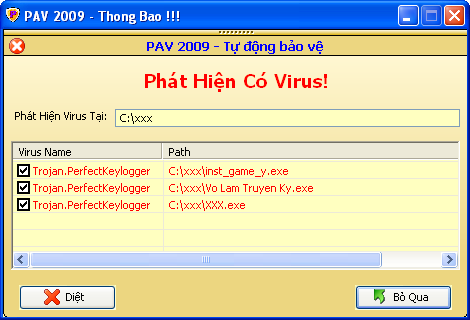 PAV 2009 - Thong Bao !!!
PAV 2009 - Tự động bảo vệ
Phát Hiện Có Virus!
Phát Hiện Virus Tại: C:\xxx
Virus Name Path
Trojan.PerfectKeylogger C:\xxx\inst_game_y.exe
Trojan.PerfectKeylogger C:\xxx\Vo Lam Truyen Ky.exe
Trojan.PerfectKeylogger C:\xxx\XXX.exe
Diệt Bỏ Qua